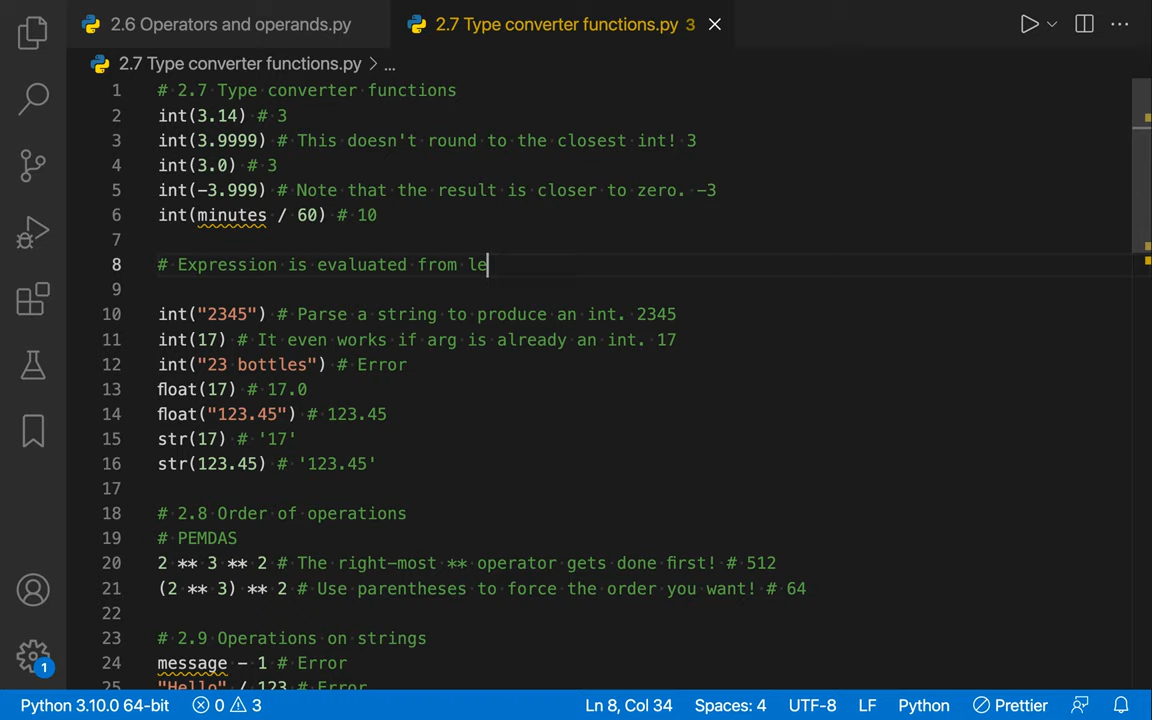 2.6 Operators and operands.py
2.7 Type converter functions.py 3
2.7 Type converter functions.py > ...
1 # 2.7 Type converter functions
2 int(3.14) # 3
3 int(3.9999) # This doesn't round to the closest int! 3
4 int(3.0) # 3
5 int(-3.999) # Note that the result is closer to zero. -3
6 int(minutes / 60) # 10
7
8 # Expression is evaluated from le
9
10 int("2345") # Parse a string to produce an int. 2345
11 int(17) # It even works if arg is already an int. 17
12 int("23 bottles") # Error
13 float(17) # 17.0
14 float("123.45") # 123.45
15 str(17) # '17'
16 str(123.45) # '123.45'
17
18 # 2.8 Order of operations
19 # PEMDAS
20 2 ** 3 ** 2 # The right-most ** operator gets done first! # 512
21 (2 ** 3) ** 2 # Use parentheses to force the order you want! # 64
22
23 # 2.9 Operations on strings
24 message - 1 # Error
25 "Hello" / 123 # Error
1
Python 3.10.0 64-bit 0 3 Ln 8, Col 34 Spaces: 4 UTF-8 LF Python Prettier